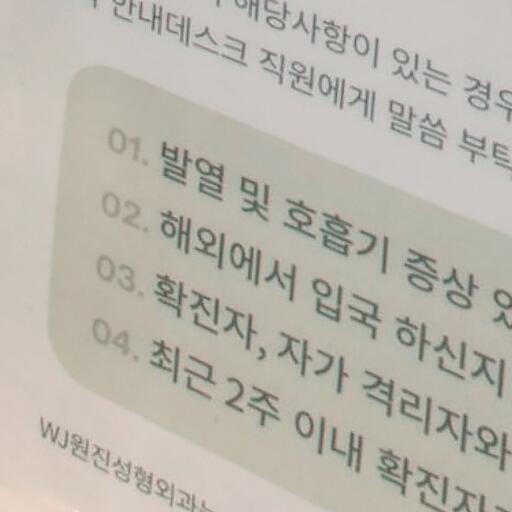 해당사항이 있는 경우
안내데스크 직원에게 말씀 부탁
01. 발열 및 호흡기 증상
02. 해외에서 입국 하신지
03. 확진자, 자가 격리자와
04. 최근 2주 이내 확진자
WJ원진성형외과는